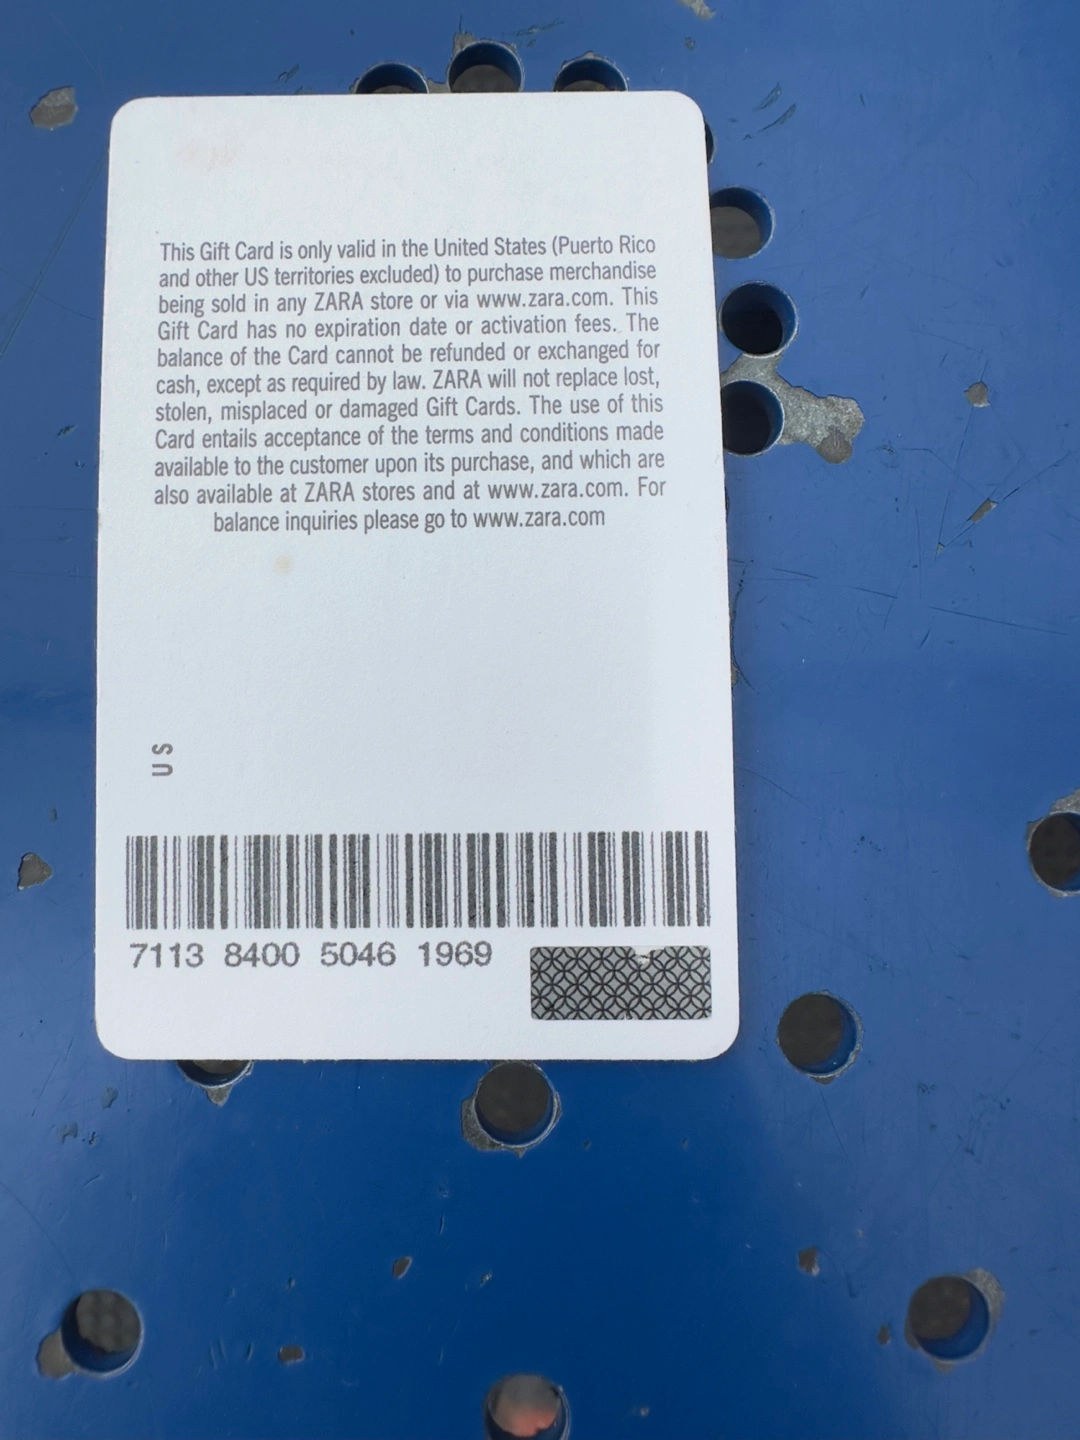 This Gift Card is only valid in the United States (Puerto Rico
and other US territories excluded) to purchase merchandise
being sold in any ZARA store or via www.zara.com. This
Gift Card has no expiration date or activation fees. The
balance of the Card cannot be refunded or exchanged for
cash, except as required by law. ZARA will not replace lost,
stolen, misplaced or damaged Gift Cards. The use of this
Card entails acceptance of the terms and conditions made
available to the customer upon its purchase, and which are
also available at ZARA stores and at www.zara.com. For
balance inquiries please go to www.zara.com
US
7113 8400 5046 1969